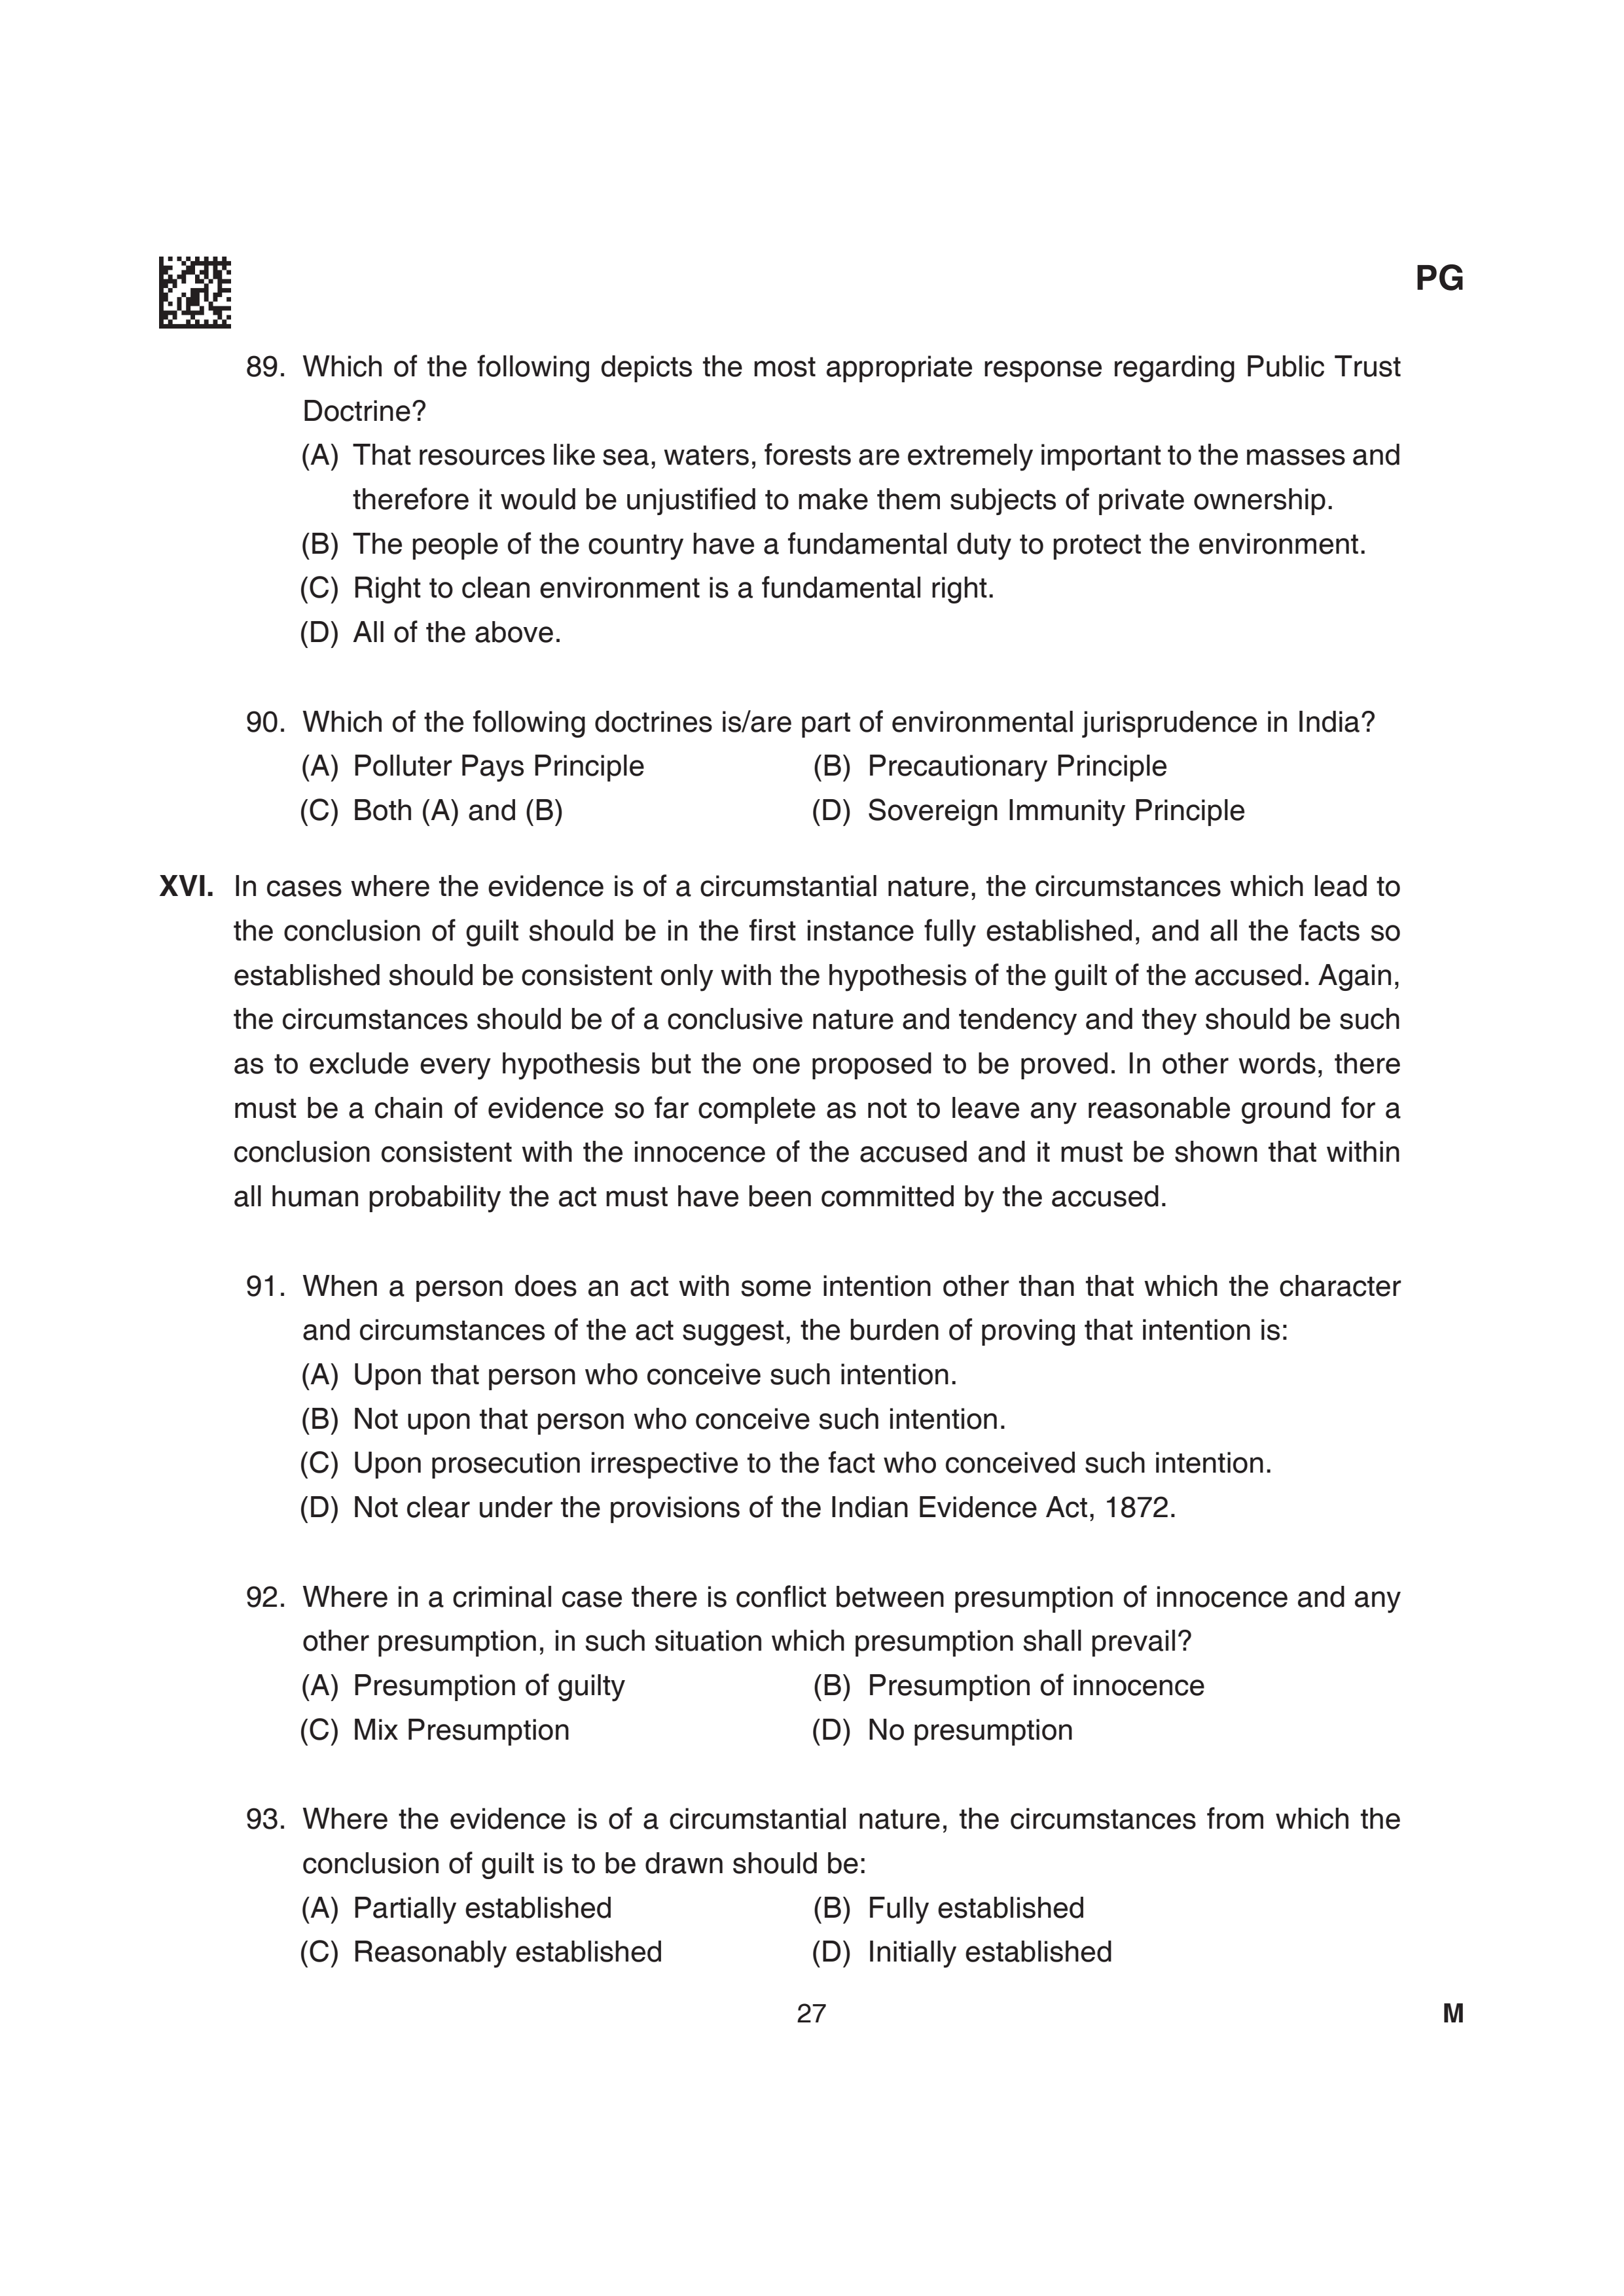 PG
89. Which of the following depicts the most appropriate response regarding Public Trust
Doctrine?
(A) That resources like sea, waters, forests are extremely important to the masses and
therefore it would be unjustified to make them subjects of private ownership.
(B) The people of the country have a fundamental duty to protect the environment.
(C) Right to clean environment is a fundamental right.
(D) All of the above.
90. Which of the following doctrines is/are part of environmental jurisprudence in India?
(A) Polluter Pays Principle (B) Precautionary Principle
(C) Both (A) and (B) (D) Sovereign Immunity Principle
XVI. In cases where the evidence is of a circumstantial nature, the circumstances which lead to
the conclusion of guilt should be in the first instance fully established, and all the facts so
established should be consistent only with the hypothesis of the guilt of the accused. Again,
the circumstances should be of a conclusive nature and tendency and they should be such
as to exclude every hypothesis but the one proposed to be proved. In other words, there
must be a chain of evidence so far complete as not to leave any reasonable ground for a
conclusion consistent with the innocence of the accused and it must be shown that within
all human probability the act must have been committed by the accused.
91. When a person does an act with some intention other than that which the character
and circumstances of the act suggest, the burden of proving that intention is:
(A) Upon that person who conceive such intention.
(B) Not upon that person who conceive such intention.
(C) Upon prosecution irrespective to the fact who conceived such intention.
(D) Not clear under the provisions of the Indian Evidence Act, 1872.
92. Where in a criminal case there is conflict between presumption of innocence and any
other presumption, in such situation which presumption shall prevail?
(A) Presumption of guilty (B) Presumption of innocence
(C) Mix Presumption (D) No presumption
93. Where the evidence is of a circumstantial nature, the circumstances from which the
conclusion of guilt is to be drawn should be:
(A) Partially established (B) Fully established
(C) Reasonably established (D) Initially established
27 M